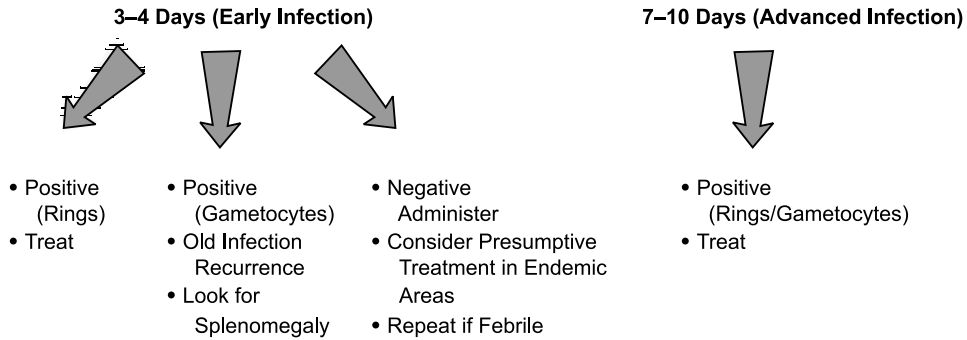 3–4 Days (Early Infection)
7–10 Days (Advanced Infection)
• Positive
(Rings)
• Treat
• Positive
(Gametocytes)
• Old Infection
Recurrence
• Look for
Splenomegaly
• Negative
Administer
• Consider Presumptive
Treatment in Endemic
Areas
• Repeat if Febrile
• Positive
(Rings/Gametocytes)
• Treat